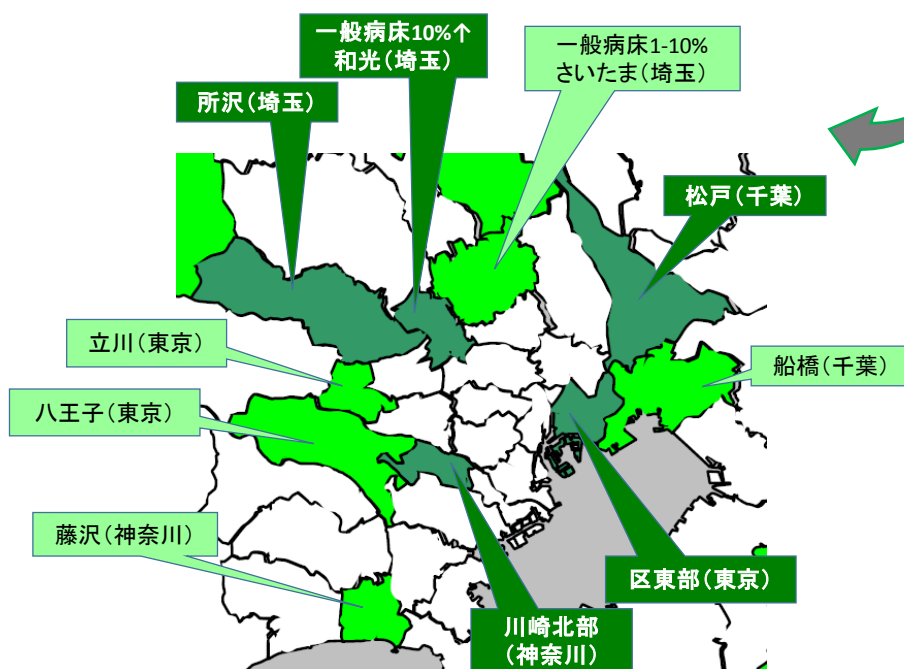 一般病床10%↑
和光(埼玉)
一般病床1-10%
さいたま(埼玉)
所沢(埼玉)
松戸(千葉)
立川(東京)
船橋(千葉)
八王子(東京)
藤沢(神奈川)
区東部(東京)
川崎北部
(神奈川)